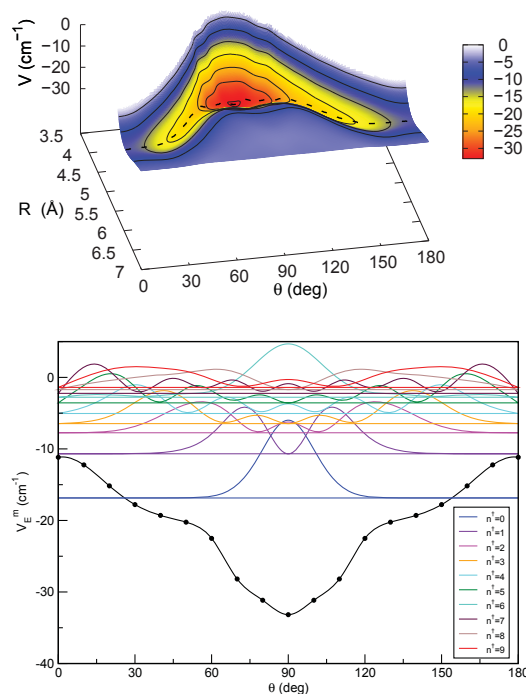 V (cm⁻¹)
0
−10
−20
−30
0
−5
−10
−15
−20
−25
−30
3.5
4
4.5
5
5.5
6
6.5
7
R (Å)
0
30
60
90
120
150
180
θ (deg)
0
-10
-20
-30
-40
V_E^m (cm⁻¹)
n†=0
n†=1
n†=2
n†=3
n†=4
n†=5
n†=6
n†=7
n†=8
n†=9
0
30
60
90
120
150
180
θ (deg)